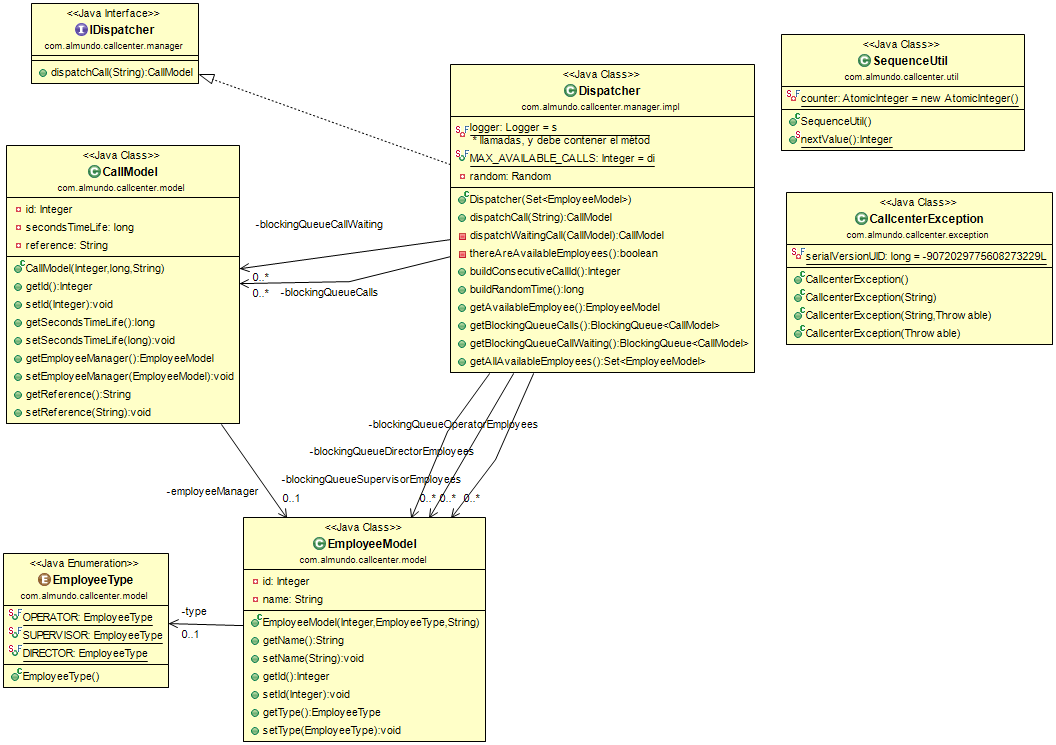 <<Java Interface>>
I IDispatcher
com.almundo.callcenter.manager
dispatchCall(String):CallModel
<<Java Class>>
C Dispatcher
com.almundo.callcenter.manager.impl
S F logger: Logger = s
* llamadas, y debe contener el métod
S F MAX_AVAILABLE_CALLS: Integer = di
random: Random
C Dispatcher(Set<EmployeeModel>)
dispatchCall(String):CallModel
dispatchWaitingCall(CallModel):CallModel
thereAreAvailableEmployees():boolean
buildConsecutiveCallId():Integer
buildRandomTime():long
getAvailableEmployee():EmployeeModel
getBlockingQueueCalls():BlockingQueue<CallModel>
getBlockingQueueCallWaiting():BlockingQueue<CallModel>
getAllAvailableEmployees():Set<EmployeeModel>
<<Java Class>>
C SequenceUtil
com.almundo.callcenter.util
S F counter: AtomicInteger = new AtomicInteger()
C SequenceUtil()
S nextValue():Integer
<<Java Class>>
C CallModel
com.almundo.callcenter.model
id: Integer
secondsTimeLife: long
reference: String
C CallModel(Integer,long,String)
getId():Integer
setId(Integer):void
getSecondsTimeLife():long
setSecondsTimeLife(long):void
getEmployeeManager():EmployeeModel
setEmployeeManager(EmployeeModel):void
getReference():String
setReference(String):void
-blockingQueueCallWaiting
0..*
0..*
-blockingQueueCalls
<<Java Class>>
C CallcenterException
com.almundo.callcenter.exception
S F serialVersionUID: long = -9072029775608273229L
C CallcenterException()
C CallcenterException(String)
C CallcenterException(String,Throw able)
C CallcenterException(Throw able)
-blockingQueueOperatorEmployees
-blockingQueueDirectorEmployees
-blockingQueueSupervisorEmployees
0..* 0..* 0..*
-employeeManager
0..1
<<Java Class>>
C EmployeeModel
com.almundo.callcenter.model
id: Integer
name: String
C EmployeeModel(Integer,EmployeeType,String)
getName():String
setName(String):void
getId():Integer
setId(Integer):void
getType():EmployeeType
setType(EmployeeType):void
-type
0..1
<<Java Enumeration>>
E EmployeeType
com.almundo.callcenter.model
S F OPERATOR: EmployeeType
S F SUPERVISOR: EmployeeType
S F DIRECTOR: EmployeeType
C EmployeeType()